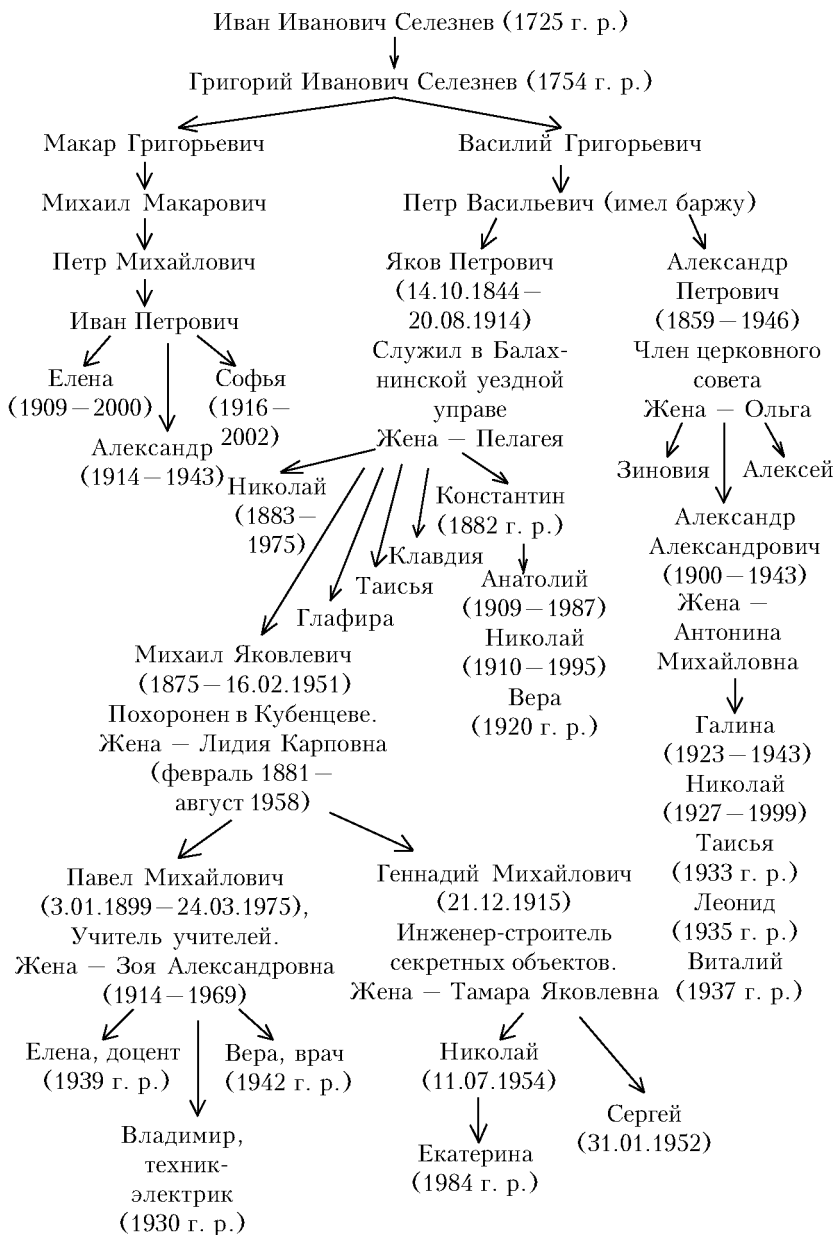 Иван Иванович Селезнев (1725 г. р.)
Григорий Иванович Селезнев (1754 г. р.)
Макар Григорьевич
Василий Григорьевич
Михаил Макарович
Петр Васильевич (имел баржу)
Петр Михайлович
Иван Петрович
Елена
(1909—2000)
Александр
(1914—1943)
Софья
(1916—
2002)
Яков Петрович
(14.10.1844—
20.08.1914)
Служил в Балах-
нинской уездной
управе
Жена — Пелагея
Александр
Петрович
(1859—1946)
Член церковного
совета
Жена — Ольга
Зиновия
Алексей
Александр
Александрович
(1900—1943)
Жена —
Антонина
Михайловна
Галина
(1923—1943)
Николай
(1927—1999)
Таисья
(1933 г. р.)
Леонид
(1935 г. р.)
Виталий
(1937 г. р.)
Николай
(1883—
1975)
Константин
(1882 г. р.)
Клавдия
Таисья
Глафира
Анатолий
(1909—1987)
Николай
(1910—1995)
Вера
(1920 г. р.)
Михаил Яковлевич
(1875—16.02.1951)
Похоронен в Кубенцеве.
Жена — Лидия Карповна
(февраль 1881—
август 1958)
Павел Михайлович
(3.01.1899—24.03.1975),
Учитель учителей.
Жена — Зоя Александровна
(1914—1969)
Геннадий Михайлович
(21.12.1915)
Инженер-строитель
секретных объектов.
Жена — Тамара Яковлевна
Елена, доцент
(1939 г. р.)
Вера, врач
(1942 г. р.)
Владимир,
техник-
электрик
(1930 г. р.)
Николай
(11.07.1954)
Екатерина
(1984 г. р.)
Сергей
(31.01.1952)